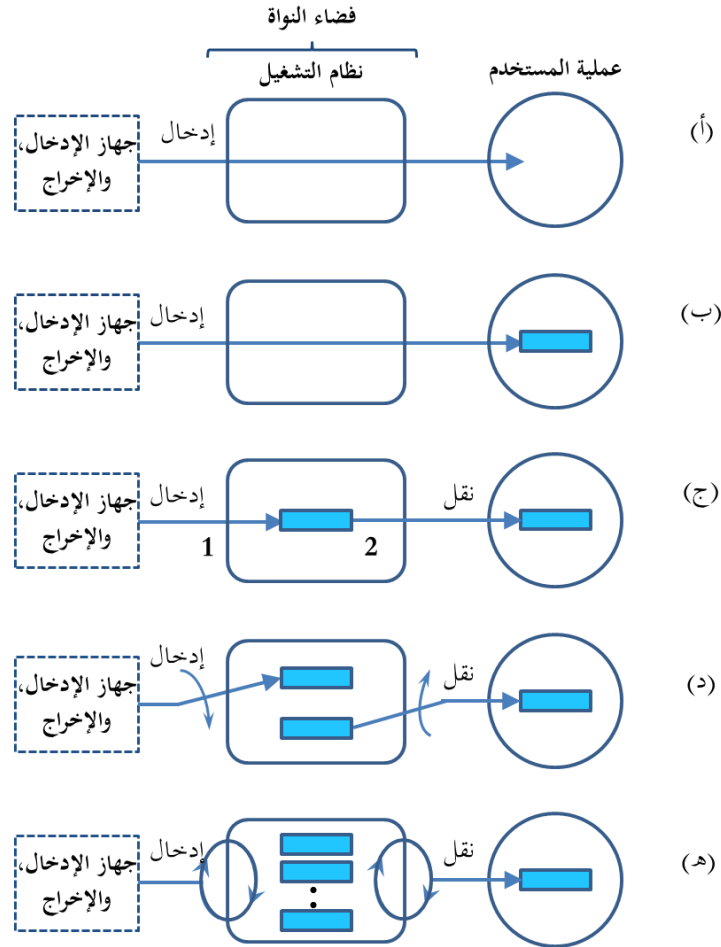 فضاء النواة
نظام التشغيل
عملية المستخدم
(أ)
إدخال
جهاز الإدخال،
والإخراج
(ب)
إدخال
جهاز الإدخال،
والإخراج
(ج)
نقل
إدخال
جهاز الإدخال،
والإخراج
1
2
(د)
نقل
إدخال
جهاز الإدخال،
والإخراج
(هـ)
نقل
إدخال
جهاز الإدخال،
والإخراج